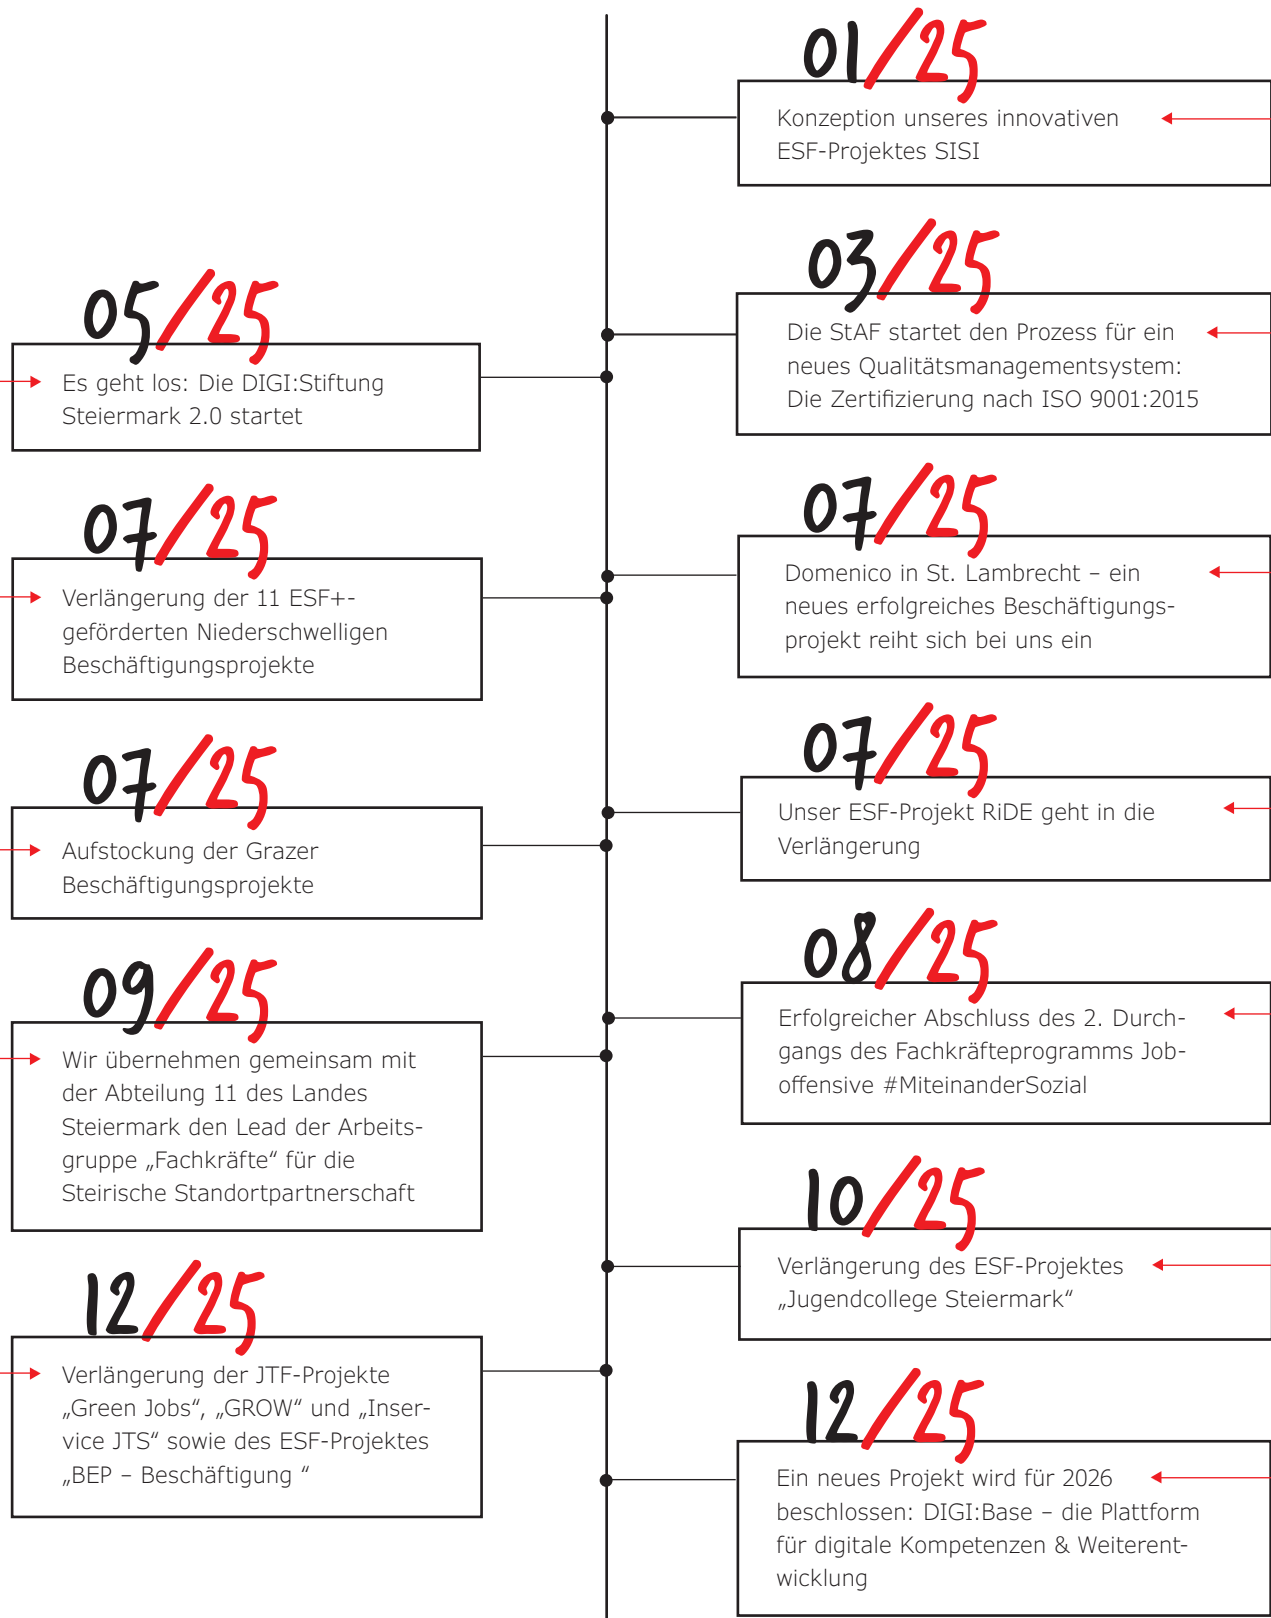 01/25
Konzeption unseres innovativen
ESF-Projektes SISI
03/25
Die StAF startet den Prozess für ein
neues Qualitätsmanagementsystem:
Die Zertifizierung nach ISO 9001:2015
05/25
Es geht los: Die DIGI:Stiftung
Steiermark 2.0 startet
07/25
Domenico in St. Lambrecht – ein
neues erfolgreiches Beschäftigungs-
projekt reiht sich bei uns ein
07/25
Verlängerung der 11 ESF+-
geförderten Niederschwelligen
Beschäftigungsprojekte
07/25
Unser ESF-Projekt RiDE geht in die
Verlängerung
07/25
Aufstockung der Grazer
Beschäftigungsprojekte
08/25
Erfolgreicher Abschluss des 2. Durch-
gangs des Fachkräfteprogramms Job-
offensive #MiteinanderSozial
09/25
Wir übernehmen gemeinsam mit
der Abteilung 11 des Landes
Steiermark den Lead der Arbeits-
gruppe „Fachkräfte“ für die
Steirische Standortpartnerschaft
10/25
Verlängerung des ESF-Projektes
„Jugendcollege Steiermark“
12/25
Verlängerung der JTF-Projekte
„Green Jobs“, „GROW“ und „Inser-
vice JTS“ sowie des ESF-Projektes
„BEP – Beschäftigung “
12/25
Ein neues Projekt wird für 2026
beschlossen: DIGI:Base – die Plattform
für digitale Kompetenzen & Weiterent-
wicklung